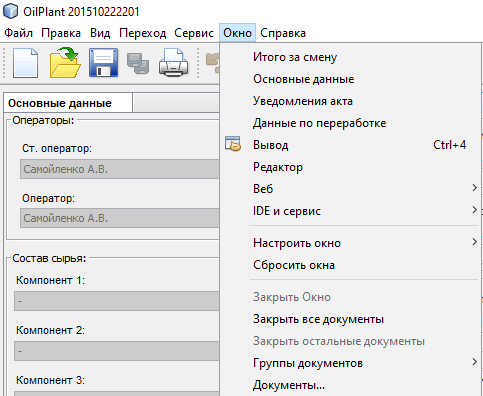 OilPlant 201510222201
Файл Правка Вид Переход Сервис Окно Справка
Итого за смену
Основные данные
Уведомления акта
Данные по переработке
Вывод Ctrl+4
Редактор
Веб
IDE и сервис
Настроить окно
Сбросить окна
Закрыть Окно
Закрыть все документы
Закрыть остальные документы
Группы документов
Документы...
Основные данные
Операторы:
Ст. оператор:
Самойленко А.В.
Оператор:
Самойленко А.В.
Состав сырья:
Компонент 1:
-
Компонент 2:
-
Компонент 3: